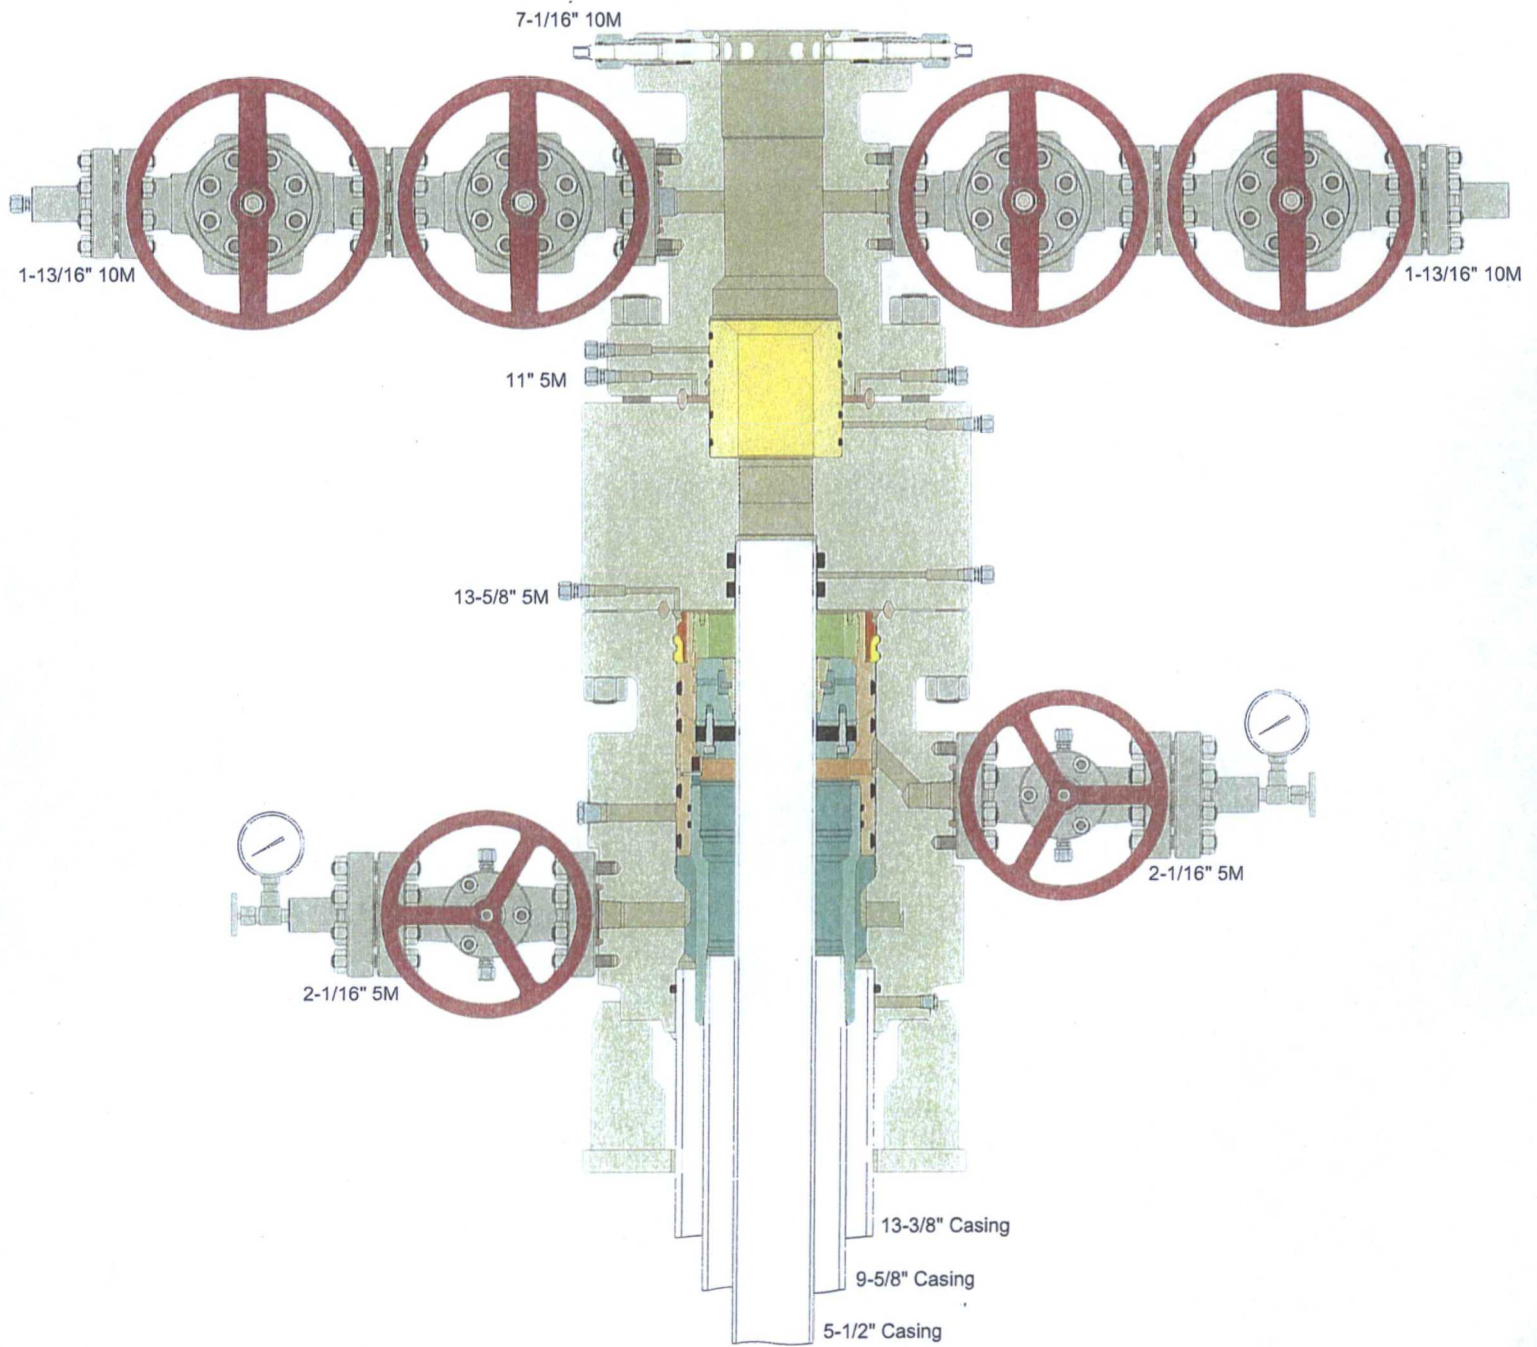 7-1/16" 10M
1-13/16" 10M
1-13/16" 10M
11" 5M
13-5/8" 5M
2-1/16" 5M
2-1/16" 5M
13-3/8" Casing
9-5/8" Casing
5-1/2" Casing